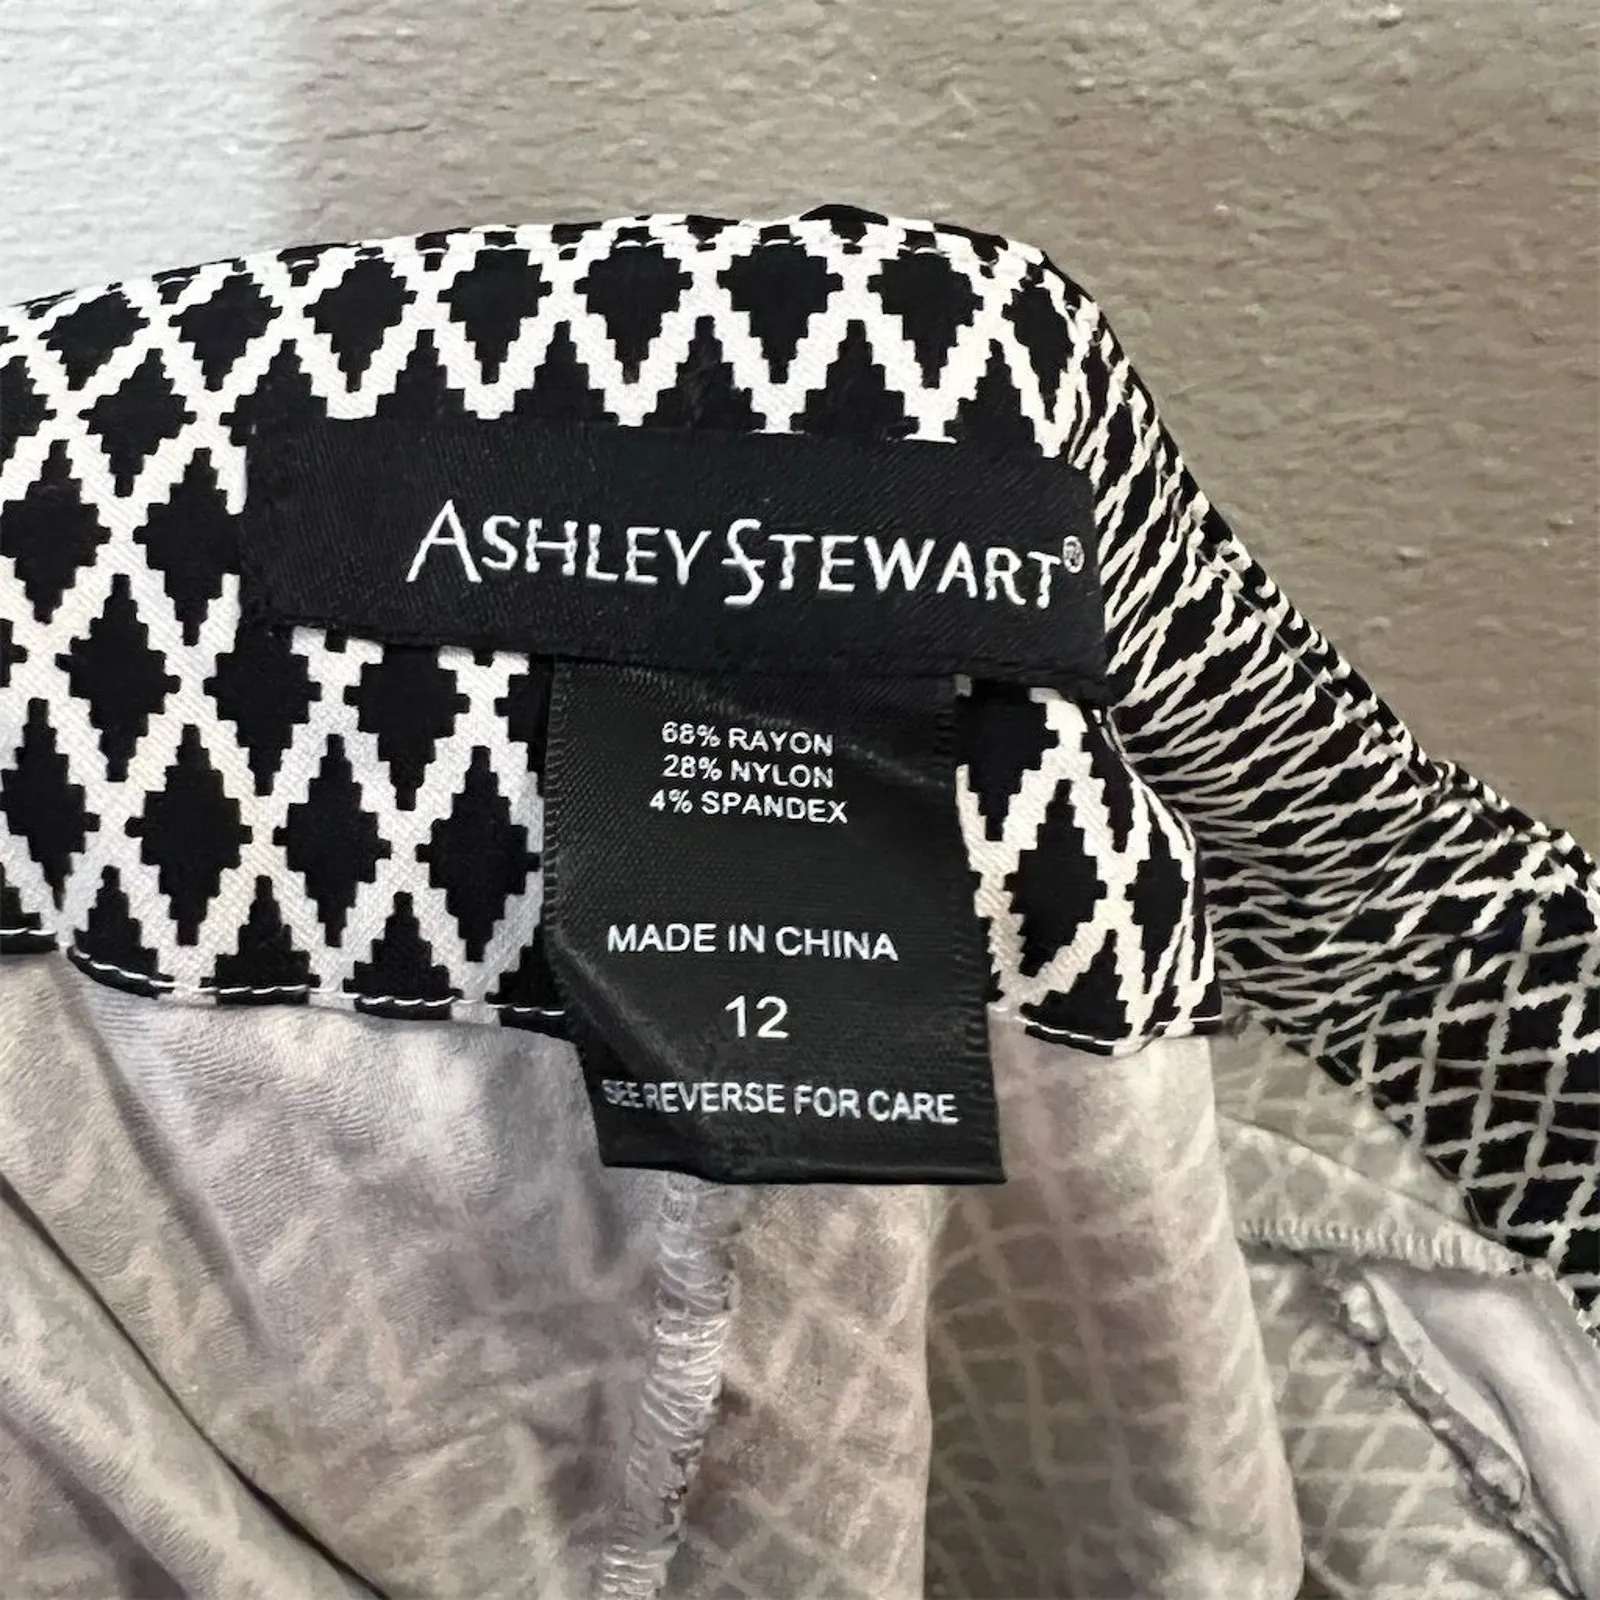 ASHLEY STEWART®
68% RAYON
28% NYLON
4% SPANDEX
MADE IN CHINA
12
SEE REVERSE FOR CARE